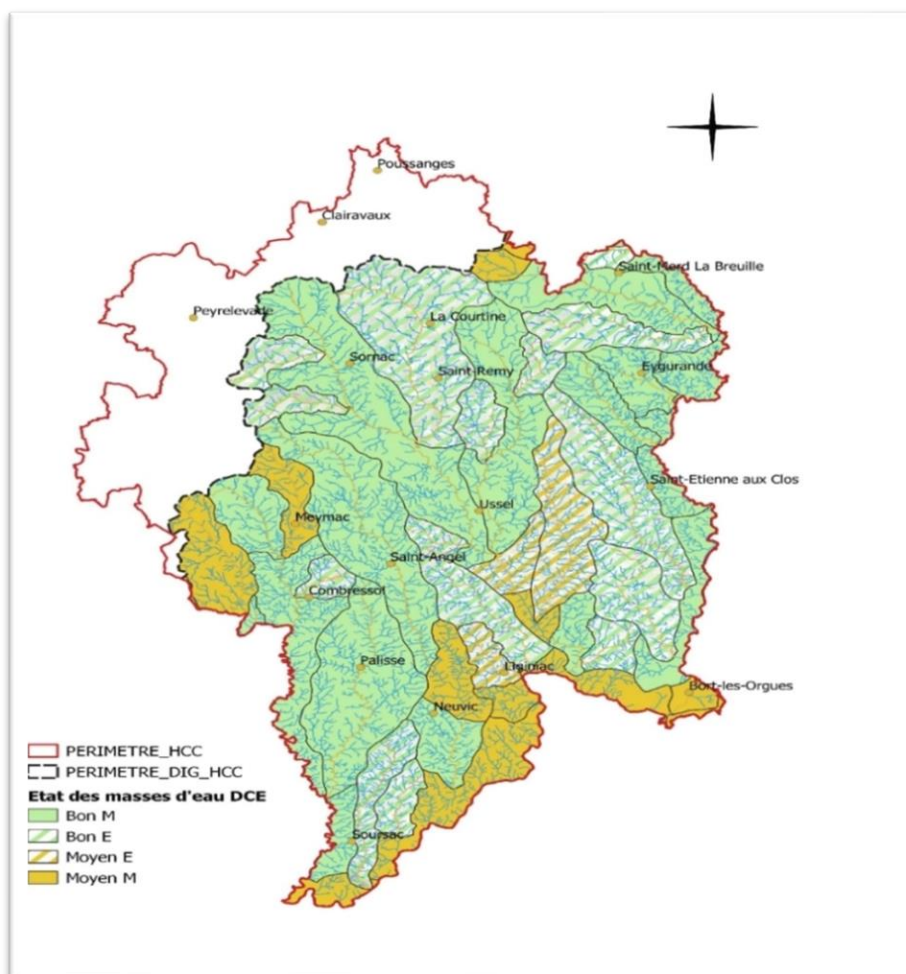 Poussanges
Clairavaux
Saint-Merd La Breuille
Peyrelevade
La Courtine
Sornac
Eygurande
Saint-Remy
Saint-Etienne aux Clos
Ussel
Meymac
Saint-Angel
Combressol
Palisse
Liginiac
Bort-les-Orgues
Neuvic
PERIMETRE_HCC
PERIMETRE_DIG_HCC
Etat des masses d'eau DCE
Bon M
Bon E
Soursac
Moyen E
Moyen M